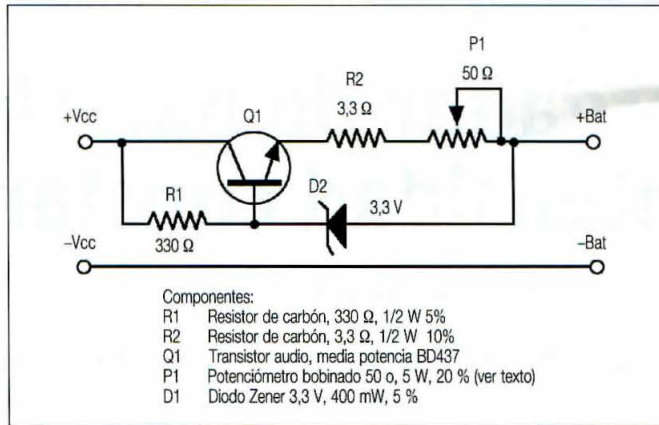 P1
50 Ω
R2
3,3 Ω
Q1
+Vcc
+Bat
D2
3,3 V
R1
330 Ω
−Vcc
−Bat
Componentes:
R1 Resistor de carbón, 330 Ω, 1/2 W 5%
R2 Resistor de carbón, 3,3 Ω, 1/2 W 10%
Q1 Transistor audio, media potencia BD437
P1 Potenciómetro bobinado 50 o, 5 W, 20 % (ver texto)
D1 Diodo Zener 3,3 V, 400 mW, 5 %